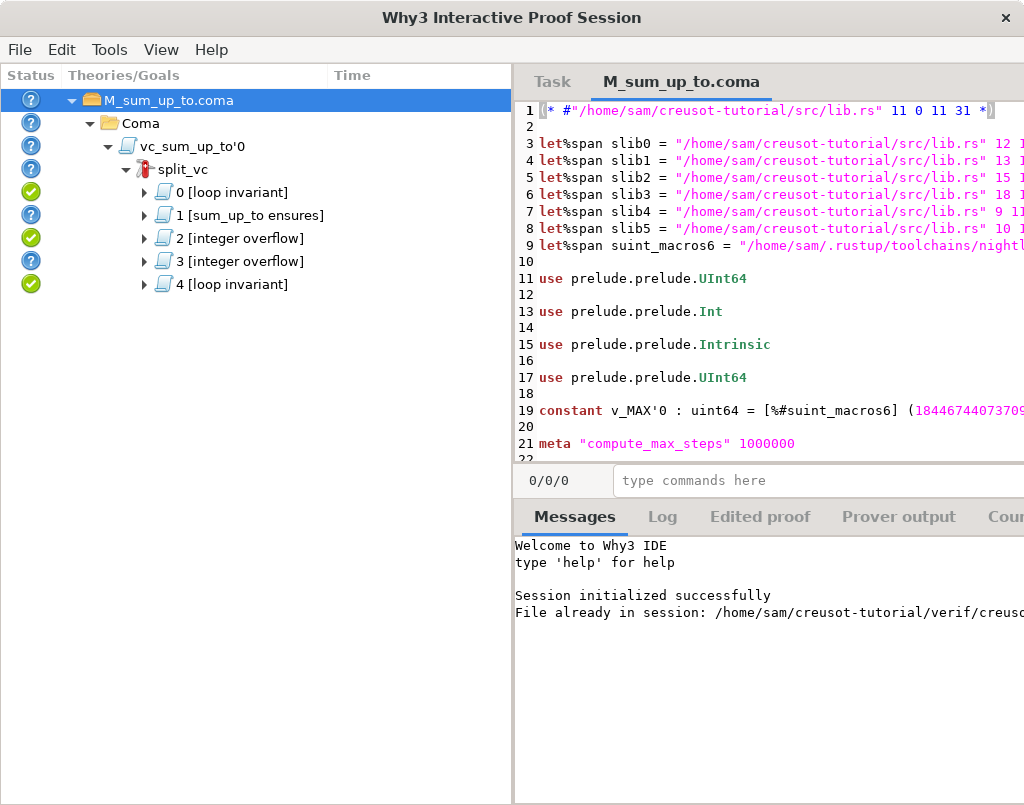 Why3 Interactive Proof Session
×
File Edit Tools View Help
Status Theories/Goals Time
M_sum_up_to.coma
Coma
vc_sum_up_to'0
split_vc
0 [loop invariant]
1 [sum_up_to ensures]
2 [integer overflow]
3 [integer overflow]
4 [loop invariant]
Task M_sum_up_to.coma
1 (* #"/home/sam/creusot-tutorial/src/lib.rs" 11 0 11 31 *)
2
3 let%span slib0 = "/home/sam/creusot-tutorial/src/lib.rs" 12 1
4 let%span slib1 = "/home/sam/creusot-tutorial/src/lib.rs" 13 1
5 let%span slib2 = "/home/sam/creusot-tutorial/src/lib.rs" 15 1
6 let%span slib3 = "/home/sam/creusot-tutorial/src/lib.rs" 18 1
7 let%span slib4 = "/home/sam/creusot-tutorial/src/lib.rs" 9 11
8 let%span slib5 = "/home/sam/creusot-tutorial/src/lib.rs" 10 1
9 let%span suint_macros6 = "/home/sam/.rustup/toolchains/nightl
10
11 use prelude.prelude.UInt64
12
13 use prelude.prelude.Int
14
15 use prelude.prelude.Intrinsic
16
17 use prelude.prelude.UInt64
18
19 constant v_MAX'0 : uint64 = [%#suint_macros6] (18446744073709
20
21 meta "compute_max_steps" 1000000
22
0/0/0 type commands here
Messages Log Edited proof Prover output Cour
Welcome to Why3 IDE
type 'help' for help
Session initialized successfully
File already in session: /home/sam/creusot-tutorial/verif/creuso